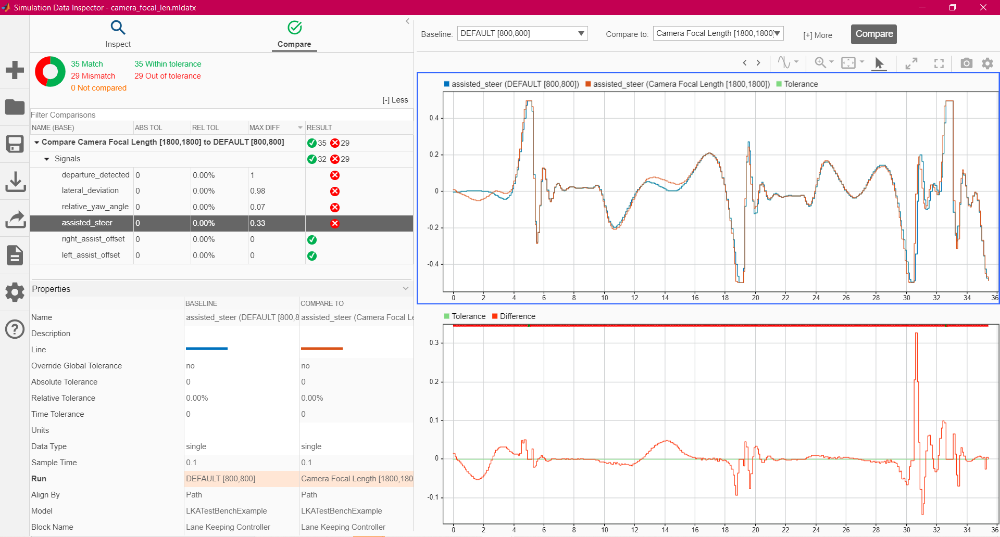 Simulation Data Inspector - camera_focal_len.mldatx
Inspect
Compare
35 Match
35 Within tolerance
29 Mismatch
29 Out of tolerance
0 Not compared
[-] Less
Filter Comparisons
NAME (BASE) ABS TOL REL TOL MAX DIFF RESULT
Compare Camera Focal Length [1800,1800] to DEFAULT [800,800] 35 29
Signals 32 29
departure_detected 0 0.00% 1
lateral_deviation 0 0.00% 0.98
relative_yaw_angle 0 0.00% 0.07
assisted_steer 0 0.00% 0.33
right_assist_offset 0 0.00% 0
left_assist_offset 0 0.00% 0
Properties
BASELINE COMPARE TO
Name assisted_steer (DEFAULT [800,8 assisted_steer (Camera Focal Le
Description
Line
Override Global Tolerance no no
Absolute Tolerance 0 0
Relative Tolerance 0.00% 0.00%
Time Tolerance 0 0
Units
Data Type single single
Sample Time 0.1 0.1
Run DEFAULT [800,800] Camera Focal Length [1800,180
Align By Path Path
Model LKATestBenchExample LKATestBenchExample
Block Name Lane Keeping Controller Lane Keeping Controller
Baseline: DEFAULT [800,800] Compare to: Camera Focal Length [1800,1800] [+] More Compare
assisted_steer (DEFAULT [800,800]) assisted_steer (Camera Focal Length [1800,1800]) Tolerance
0.4
0.2
0
-0.2
-0.4
0 2 4 6 8 10 12 14 16 18 20 22 24 26 28 30 32 34 36
Tolerance Difference
0.3
0.2
0.1
0
-0.1
0 2 4 6 8 10 12 14 16 18 20 22 24 26 28 30 32 34 36